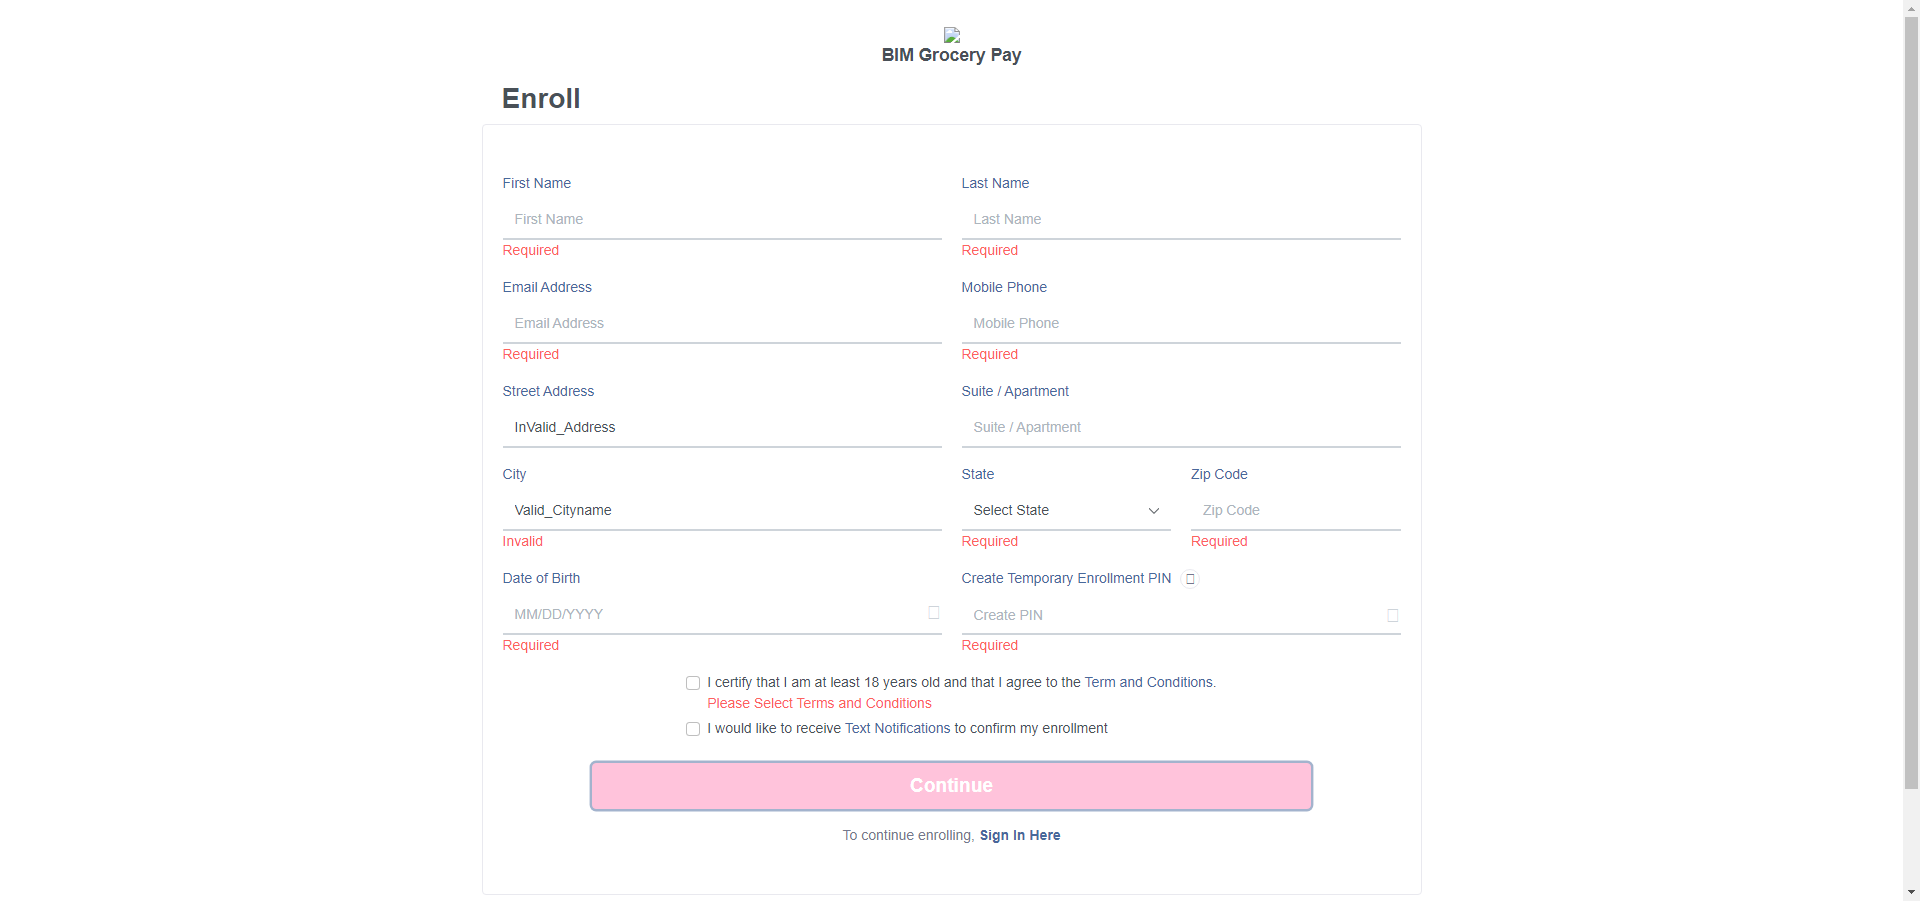 BIM Grocery Pay
Enroll
First Name
Last Name
First Name
Last Name
Required
Required
Email Address
Mobile Phone
Email Address
Mobile Phone
Required
Required
Street Address
Suite / Apartment
InValid_Address
Suite / Apartment
City
State
Zip Code
Valid_Cityname
Select State
Zip Code
Invalid
Required
Required
Date of Birth
Create Temporary Enrollment PIN
MM/DD/YYYY
Create PIN
Required
Required
I certify that I am at least 18 years old and that I agree to the Term and Conditions.
Please Select Terms and Conditions
I would like to receive Text Notifications to confirm my enrollment
Continue
To continue enrolling, Sign In Here